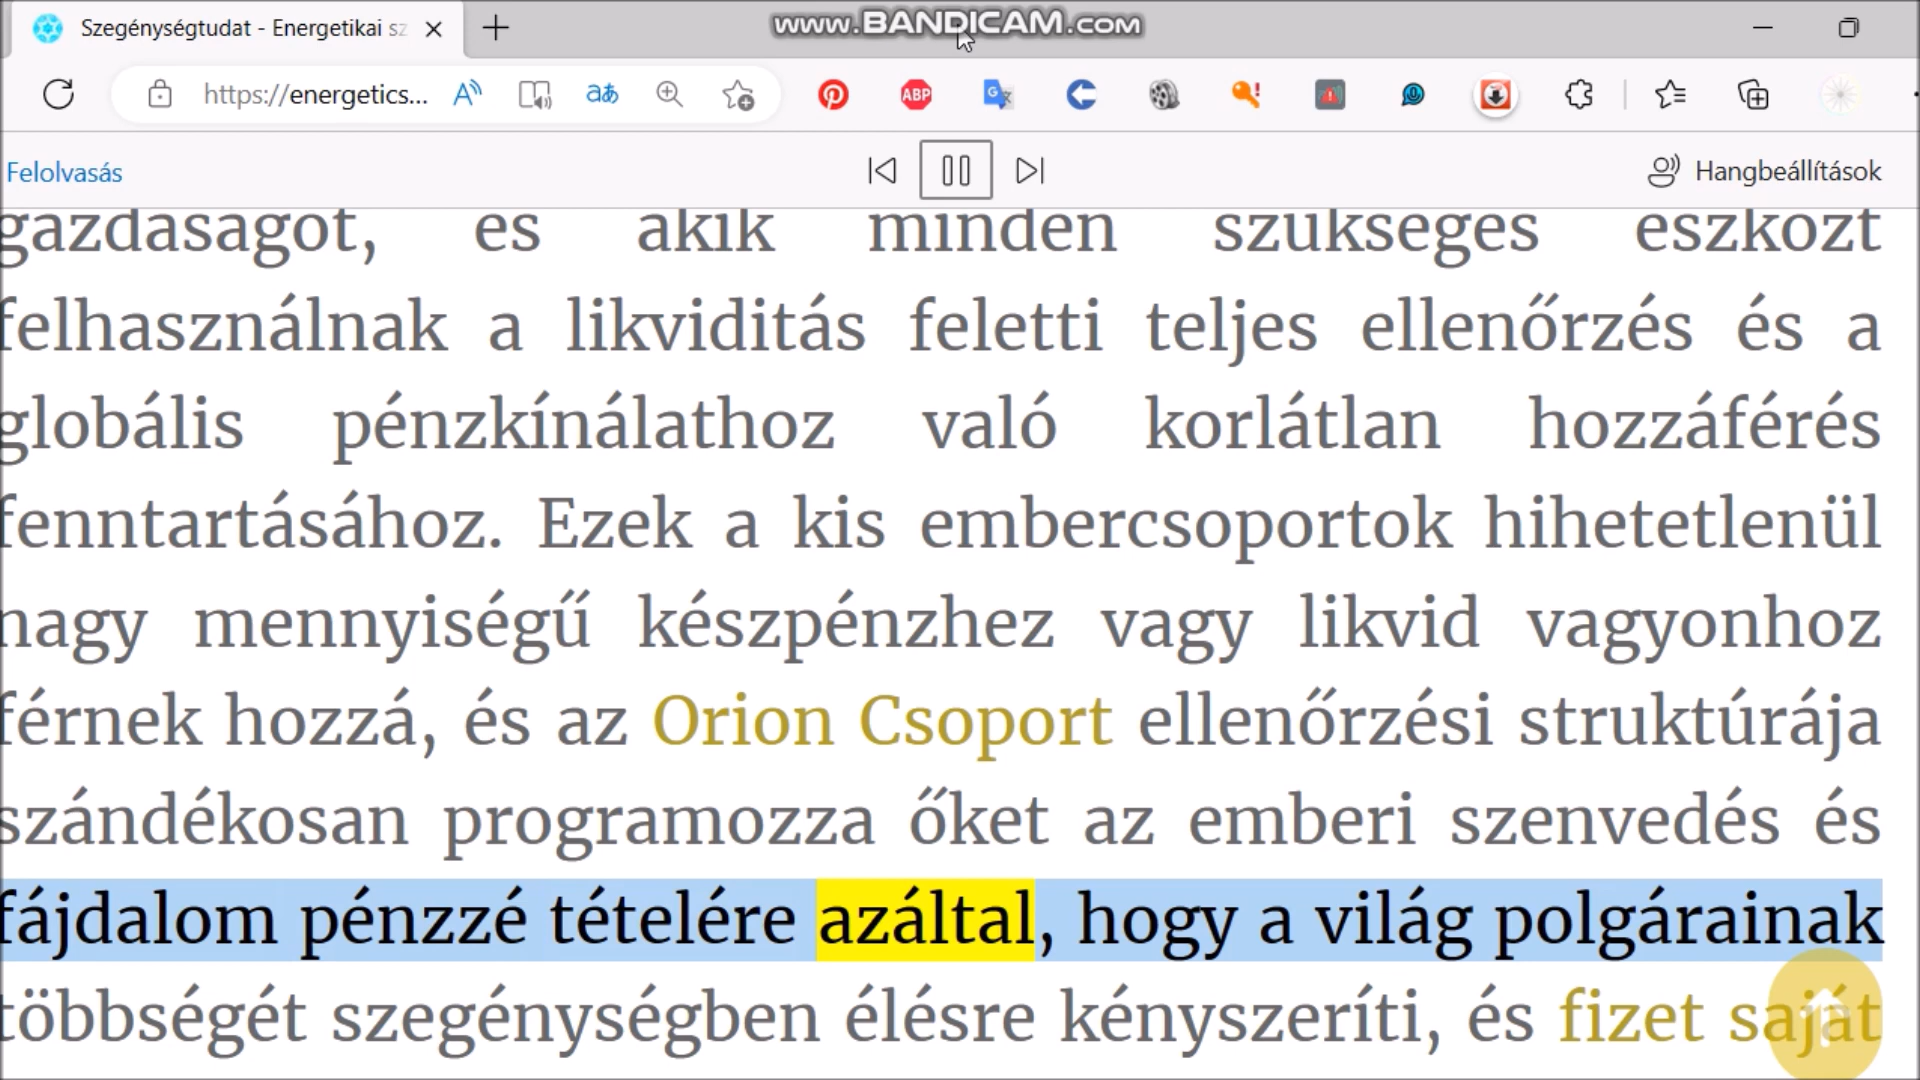 Szegénységtudat - Energetikai sz
www.BANDICAM.com
https://energetics...
aあ
ABP
Felolvasás
Hangbeállítások
gazdaságot, és akik minden szükséges eszközt
felhasználnak a likviditás feletti teljes ellenőrzés és a
globális pénzkínálathoz való korlátlan hozzáférés
fenntartásához. Ezek a kis embercsoportok hihetetlenül
nagy mennyiségű készpénzhez vagy likvid vagyonhoz
férnek hozzá, és az Orion Csoport ellenőrzési struktúrája
szándékosan programozza őket az emberi szenvedés és
fájdalom pénzzé tételére azáltal, hogy a világ polgárainak
többségét szegénységben élésre kényszeríti, és fizet saját